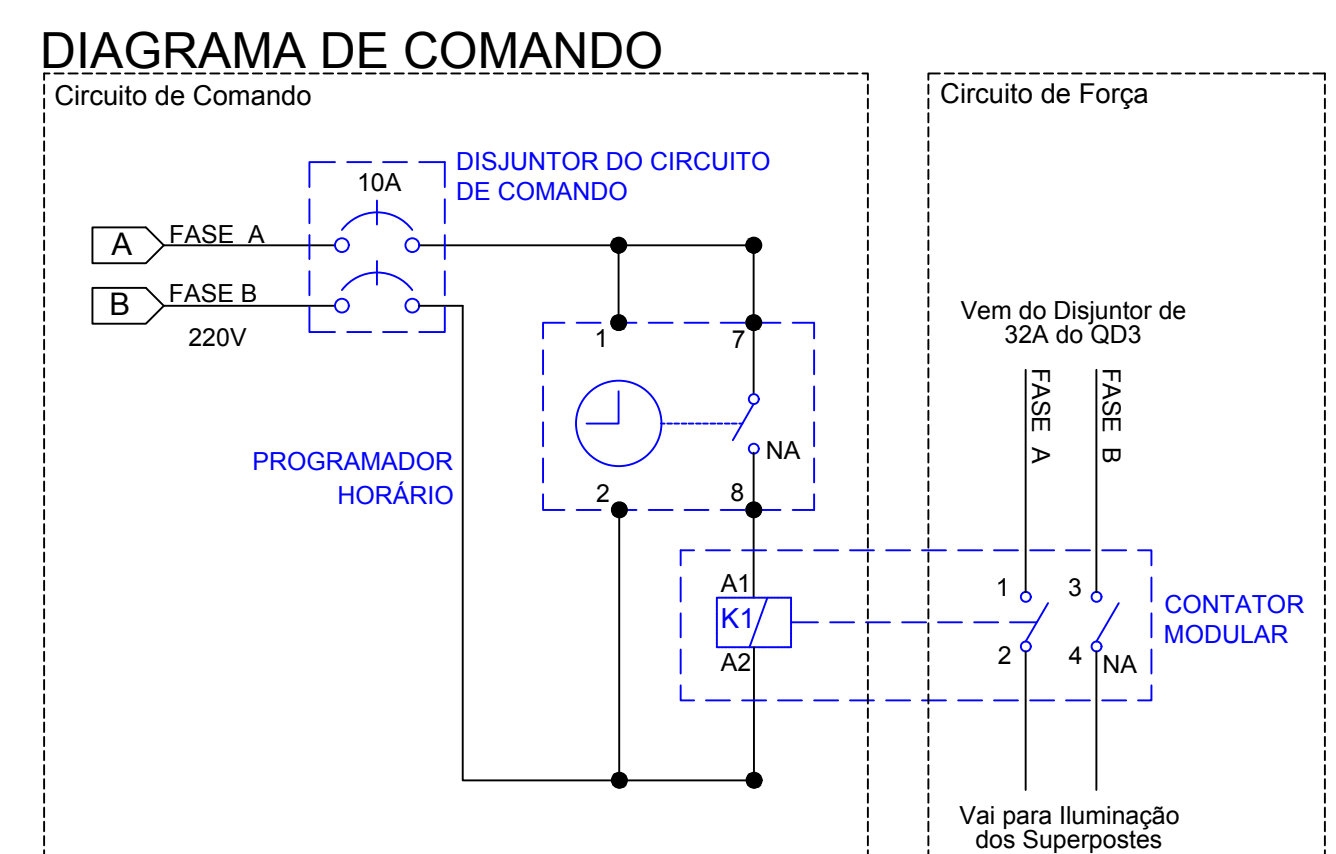 DIAGRAMA DE COMANDO
Circuito de Comando
DISJUNTOR DO CIRCUITO
DE COMANDO
10A
A
FASE A
B
FASE B
220V
1
7
NA
PROGRAMADOR
HORÁRIO
2
8
A1
K1
A2
Circuito de Força
Vem do Disjuntor de
32A do QD3
FASE A
FASE B
1
3
2
4
NA
CONTATOR
MODULAR
Vai para Iluminação
dos Superpostes